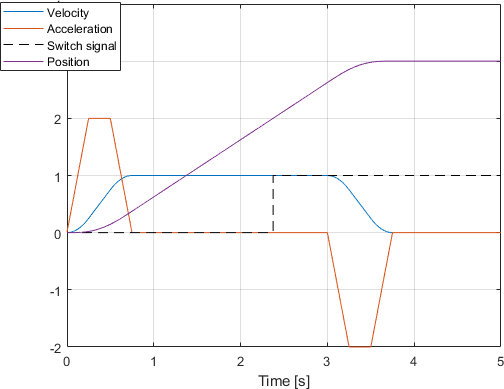 Velocity
Acceleration
Switch signal
Position
2
1
0
-1
-2
0 1 2 3 4 5
Time [s]